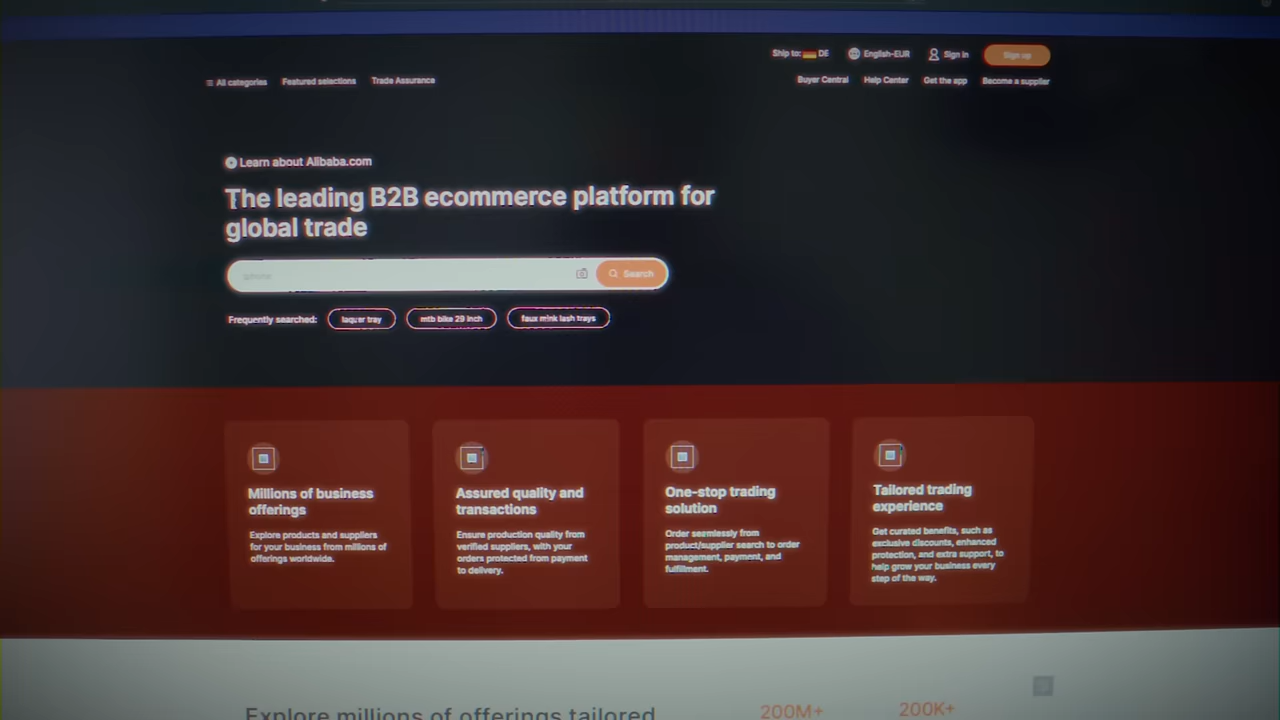 Ship to: DE
English-EUR
Sign in
Sign up
All categories
Featured selections
Trade Assurance
Buyer Central
Help Center
Get the app
Become a supplier
Learn about Alibaba.com
The leading B2B ecommerce platform for
global trade
iphone
Search
Frequently searched:
laquer tray
mtb bike 29 inch
faux mink lash trays
Millions of business
offerings
Explore products and suppliers
for your business from millions of
offerings worldwide.
Assured quality and
transactions
Ensure production quality from
verified suppliers, with your
orders protected from payment
to delivery.
One-stop trading
solution
Order seamlessly from
product/supplier search to order
management, payment, and
fulfillment.
Tailored trading
experience
Get curated benefits, such as
exclusive discounts, enhanced
protection, and extra support, to
help grow your business every
step of the way.
Explore millions of offerings tailored
200M+
200K+